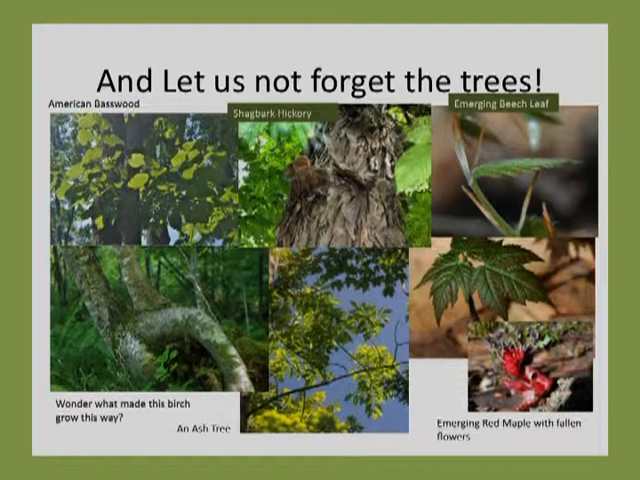 And Let us not forget the trees!
American Basswood
Shagbark Hickory
Emerging Beech Leaf
Wonder what made this birch
grow this way?
An Ash Tree
Emerging Red Maple with fallen
flowers